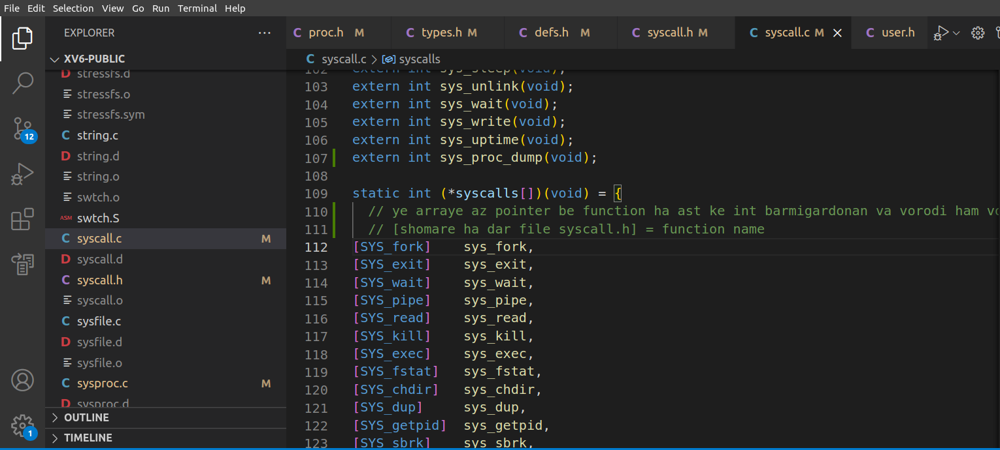 File Edit Selection View Go Run Terminal Help
EXPLORER ...
XV6-PUBLIC
D stressfs.d
stressfs.o
stressfs.sym
C string.c
D string.d
string.o
swtch.o
ASM swtch.S
C syscall.c M
D syscall.d
C syscall.h M
syscall.o
C sysfile.c
D sysfile.d
sysfile.o
C sysproc.c M
D sysproc.d
OUTLINE
TIMELINE
12
1
C proc.h M
C types.h M
C defs.h M
C syscall.h M
C syscall.c M
C user.h
C syscall.c > syscalls
102 extern int sys_sleep(void);
103 extern int sys_unlink(void);
104 extern int sys_wait(void);
105 extern int sys_write(void);
106 extern int sys_uptime(void);
107 extern int sys_proc_dump(void);
108
109 static int (*syscalls[])(void) = {
110 // ye arraye az pointer be function ha ast ke int barmigardonan va vorodi ham
111 // [shomare ha dar file syscall.h] = function name
112 [SYS_fork] sys_fork,
113 [SYS_exit] sys_exit,
114 [SYS_wait] sys_wait,
115 [SYS_pipe] sys_pipe,
116 [SYS_read] sys_read,
117 [SYS_kill] sys_kill,
118 [SYS_exec] sys_exec,
119 [SYS_fstat] sys_fstat,
120 [SYS_chdir] sys_chdir,
121 [SYS_dup] sys_dup,
122 [SYS_getpid] sys_getpid,
123 [SYS_sbrk] sys_sbrk,